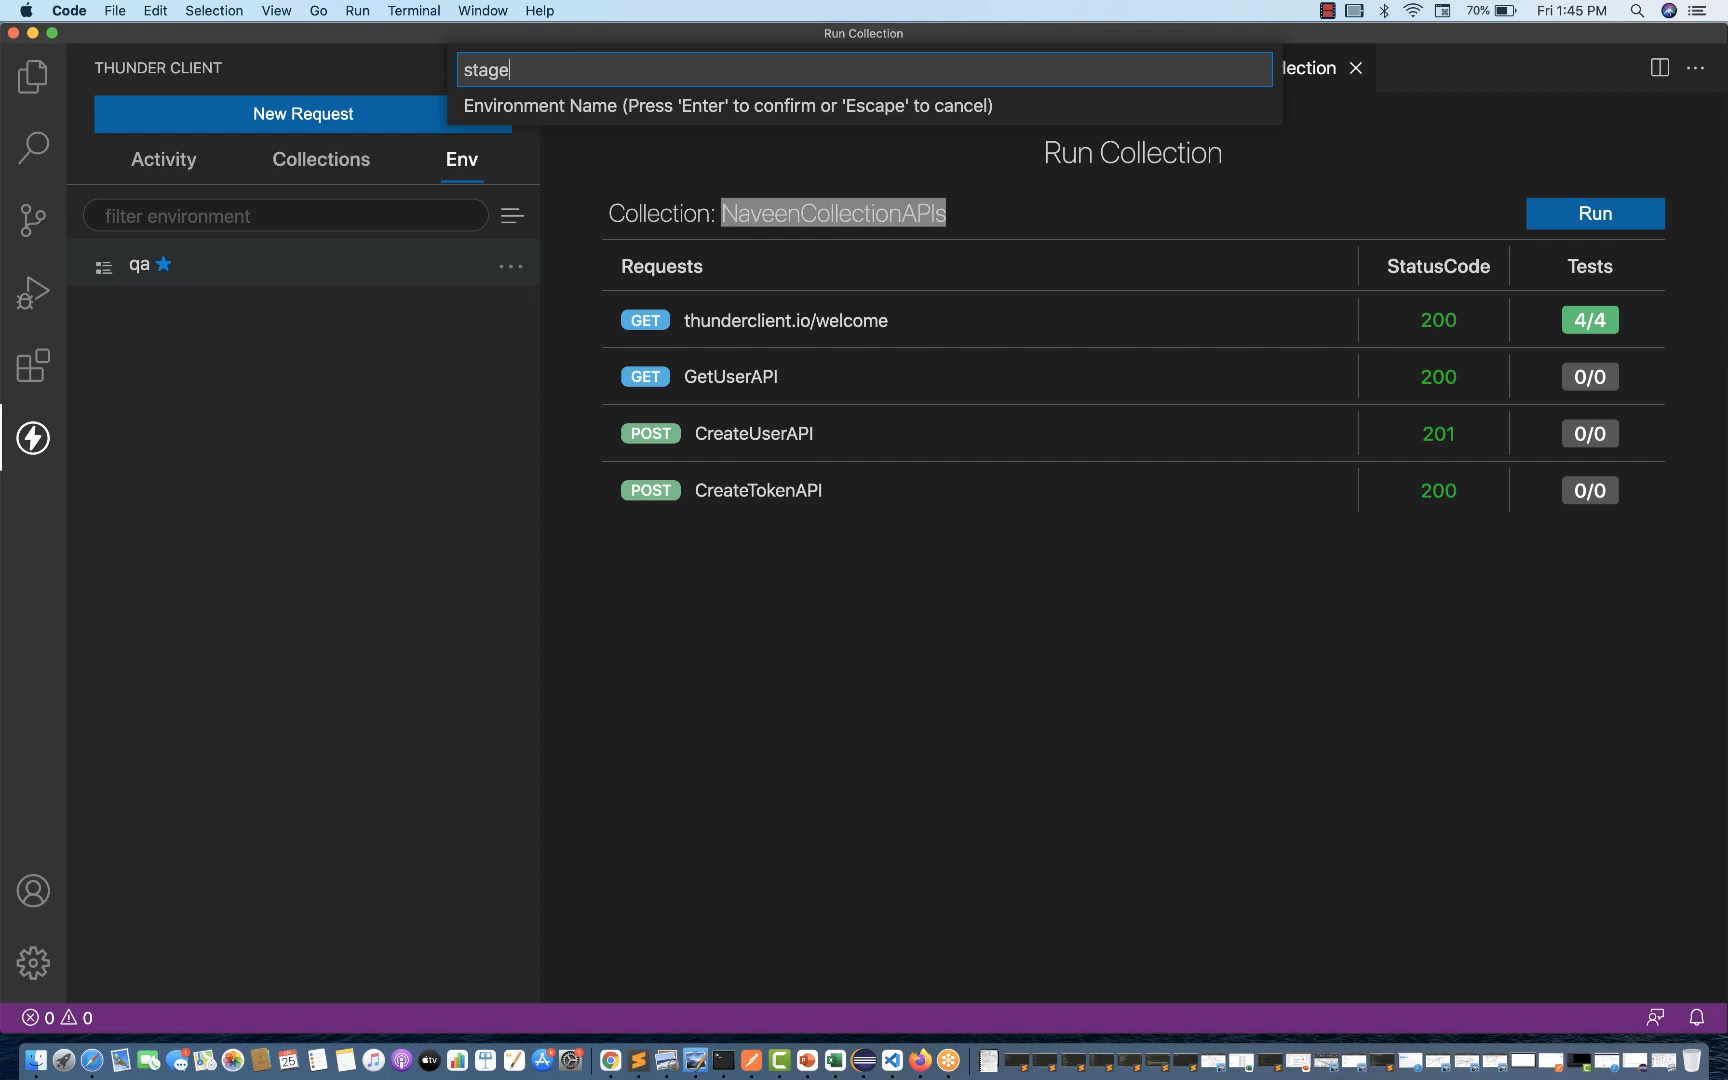 Code File Edit Selection View Go Run Terminal Window Help 70% Fri 1:45 PM
Run Collection
THUNDER CLIENT
stage
lection
Environment Name (Press 'Enter' to confirm or 'Escape' to cancel)
New Request
Activity Collections Env
filter environment
qa
Run Collection
Collection: NaveenCollectionAPIs Run
Requests StatusCode Tests
GET thunderclient.io/welcome 200 4/4
GET GetUserAPI 200 0/0
POST CreateUserAPI 201 0/0
POST CreateTokenAPI 200 0/0
0 0